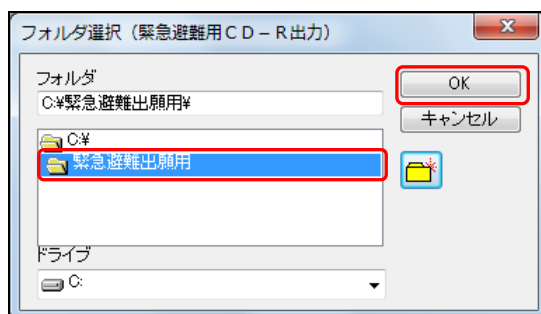 フォルダ選択（緊急避難用ＣＤ－Ｒ出力）
フォルダ
C:¥緊急避難出願用¥
OK
キャンセル
C:¥
緊急避難出願用
ドライブ
C: